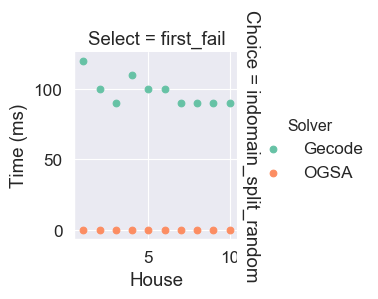 Select = first_fail
Choice = indomain_split_random
Time (ms)
100
50
0
5
10
House
Solver
Gecode
OGSA